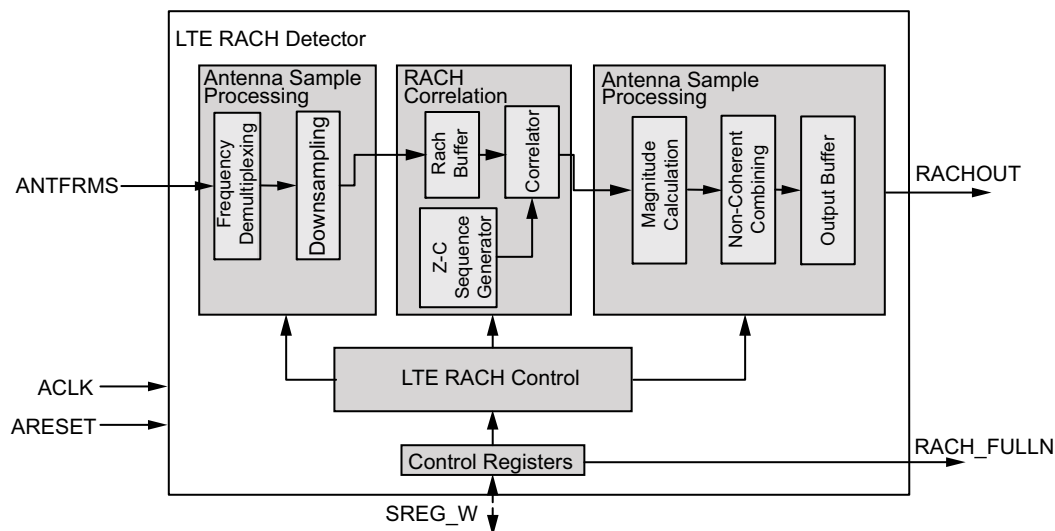 LTE RACH Detector
Antenna Sample
Processing
Frequency
Demultiplexing
Downsampling
RACH
Correlation
Rach
Buffer
Correlator
Z-C
Sequence
Generator
Antenna Sample
Processing
Magnitude
Calculation
Non-Coherent
Combining
Output Buffer
ANTFRMS
RACHOUT
LTE RACH Control
ACLK
ARESET
Control Registers
RACH_FULLN
SREG_W